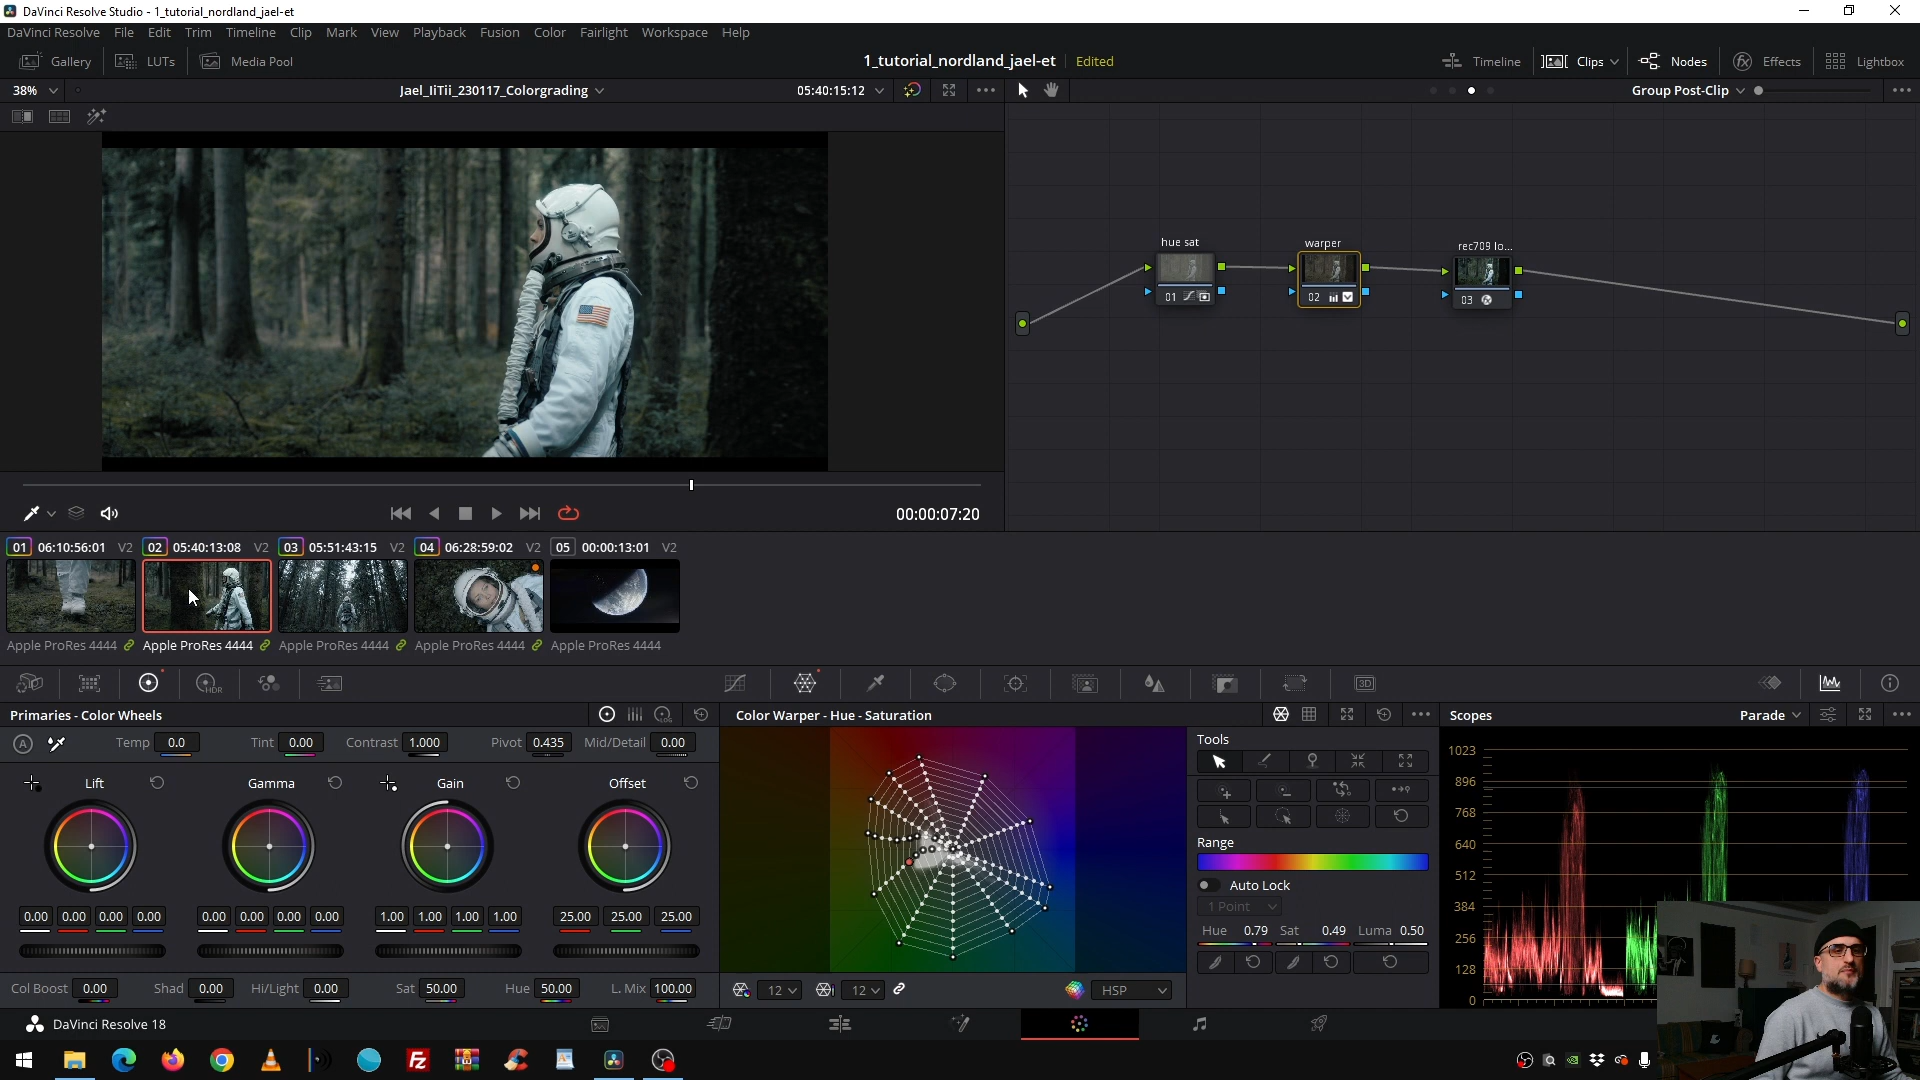 DaVinci Resolve Studio - 1_tutorial_nordland_jael-et
DaVinci Resolve File Edit Trim Timeline Clip Mark View Playback Fusion Color Fairlight Workspace Help
Gallery LUTs Media Pool 1_tutorial_nordland_jael-et Edited Timeline Clips Nodes Effects Lightbox
38% Jael_IiTii_230117_Colorgrading 05:40:15:12 Group Post-Clip
hue sat warper rec709 lo...
01 02 03
00:00:07:20
01 06:10:56:01 V2 02 05:40:13:08 V2 03 05:51:43:15 V2 04 06:28:59:02 V2 05 00:00:13:01 V2
Apple ProRes 4444 Apple ProRes 4444 Apple ProRes 4444 Apple ProRes 4444 Apple ProRes 4444
HDR 3D
Primaries - Color Wheels LOG Color Warper - Hue - Saturation Scopes Parade
A Temp 0.0 Tint 0.00 Contrast 1.000 Pivot 0.435 Mid/Detail 0.00
Lift Gamma Gain Offset
0.00 0.00 0.00 0.00 0.00 0.00 0.00 0.00 1.00 1.00 1.00 1.00 25.00 25.00 25.00
Col Boost 0.00 Shad 0.00 Hi/Light 0.00 Sat 50.00 Hue 50.00 L. Mix 100.00
12 12 HSP
Tools
Range
Auto Lock
1 Point
Hue 0.79 Sat 0.49 Luma 0.50
1023
896
768
640
512
384
256
128
0
DaVinci Resolve 18